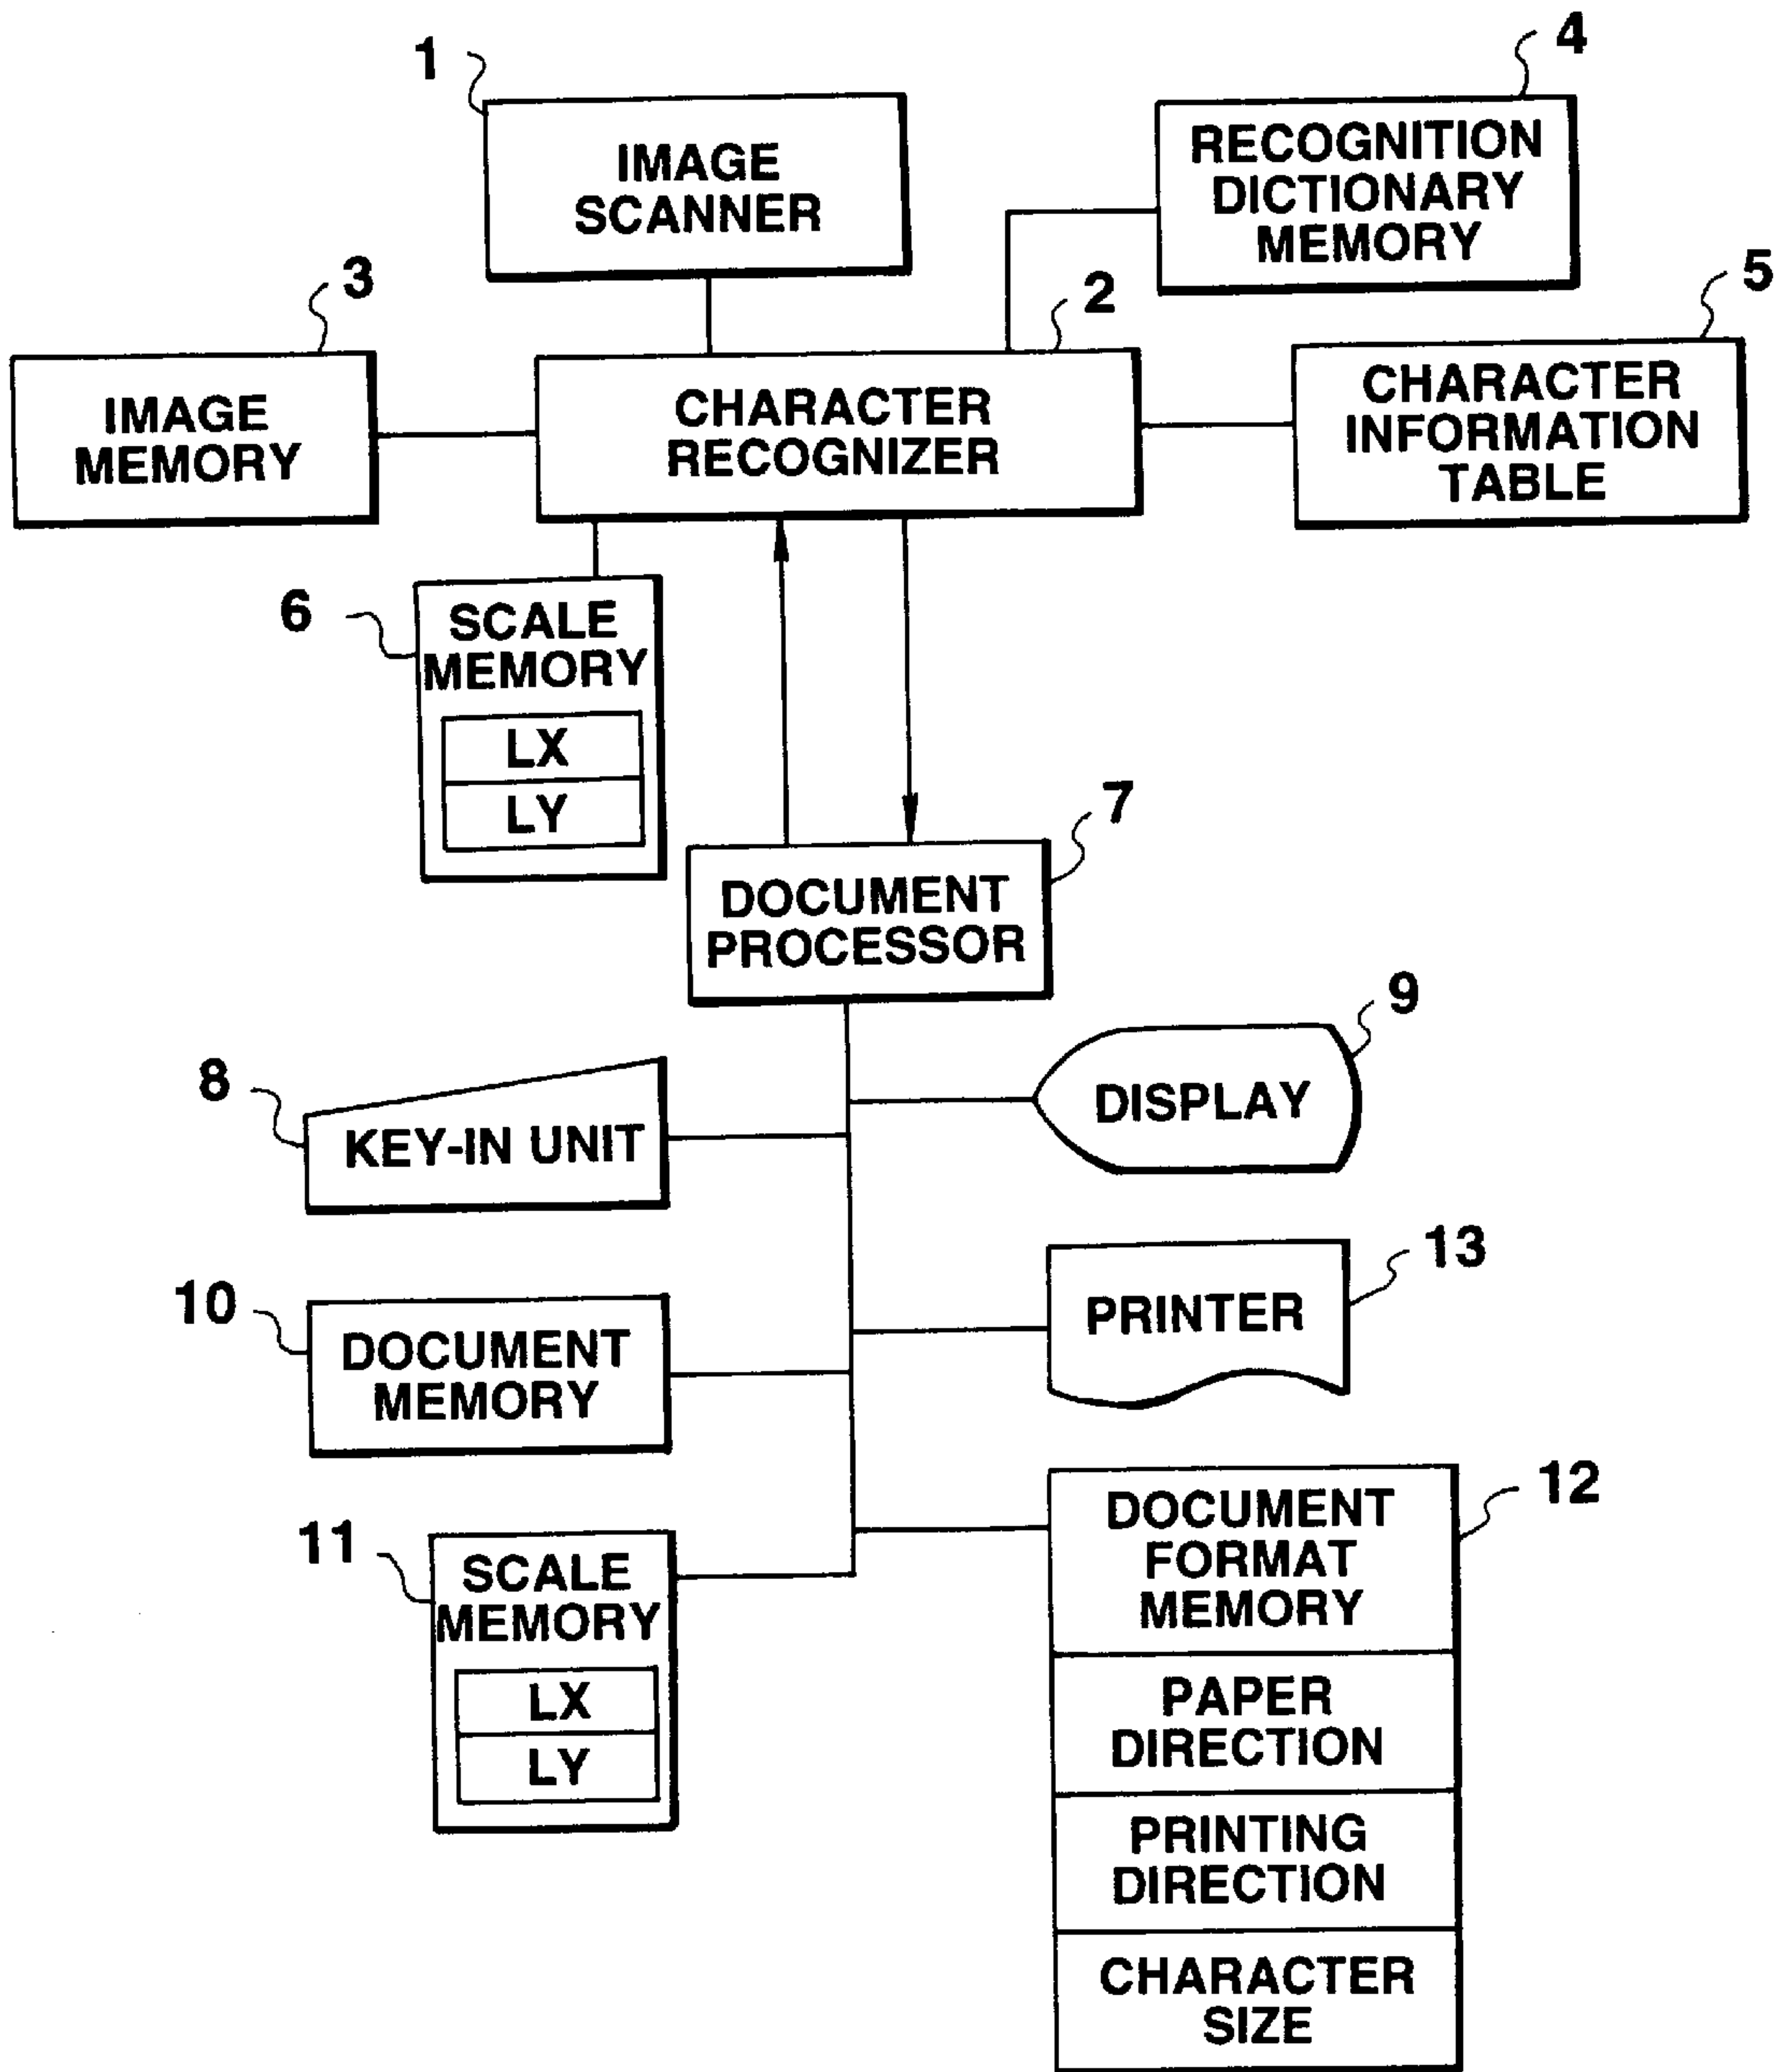 1
IMAGE
SCANNER
4
RECOGNITION
DICTIONARY
MEMORY
3
IMAGE
MEMORY
2
CHARACTER
RECOGNIZER
5
CHARACTER
INFORMATION
TABLE
6
SCALE
MEMORY
LX
LY
7
DOCUMENT
PROCESSOR
8
KEY-IN UNIT
9
DISPLAY
10
DOCUMENT
MEMORY
13
PRINTER
11
SCALE
MEMORY
LX
LY
12
DOCUMENT
FORMAT
MEMORY
PAPER
DIRECTION
PRINTING
DIRECTION
CHARACTER
SIZE